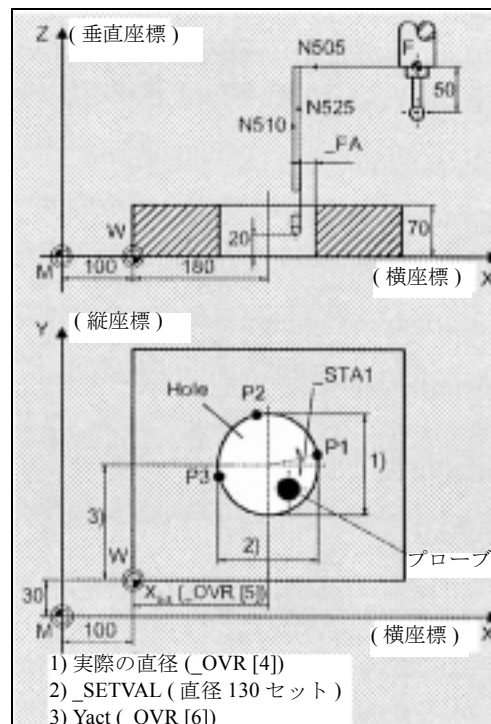 Z
( 垂直座標 )
N505
F
50
N525
N510
_FA
W
20
70
M
100
180
( 横座標 )
X
Y
( 縦座標 )
Hole
P2
_STA1
P1
P3
1)
2)
3)
W
プローブ
30
[_OVR [5])
M
100
( 横座標 )
X
1) 実際の直径 (_OVR [4])
2) _SETVAL ( 直径 130 セット )
3) Yact (_OVR [6])